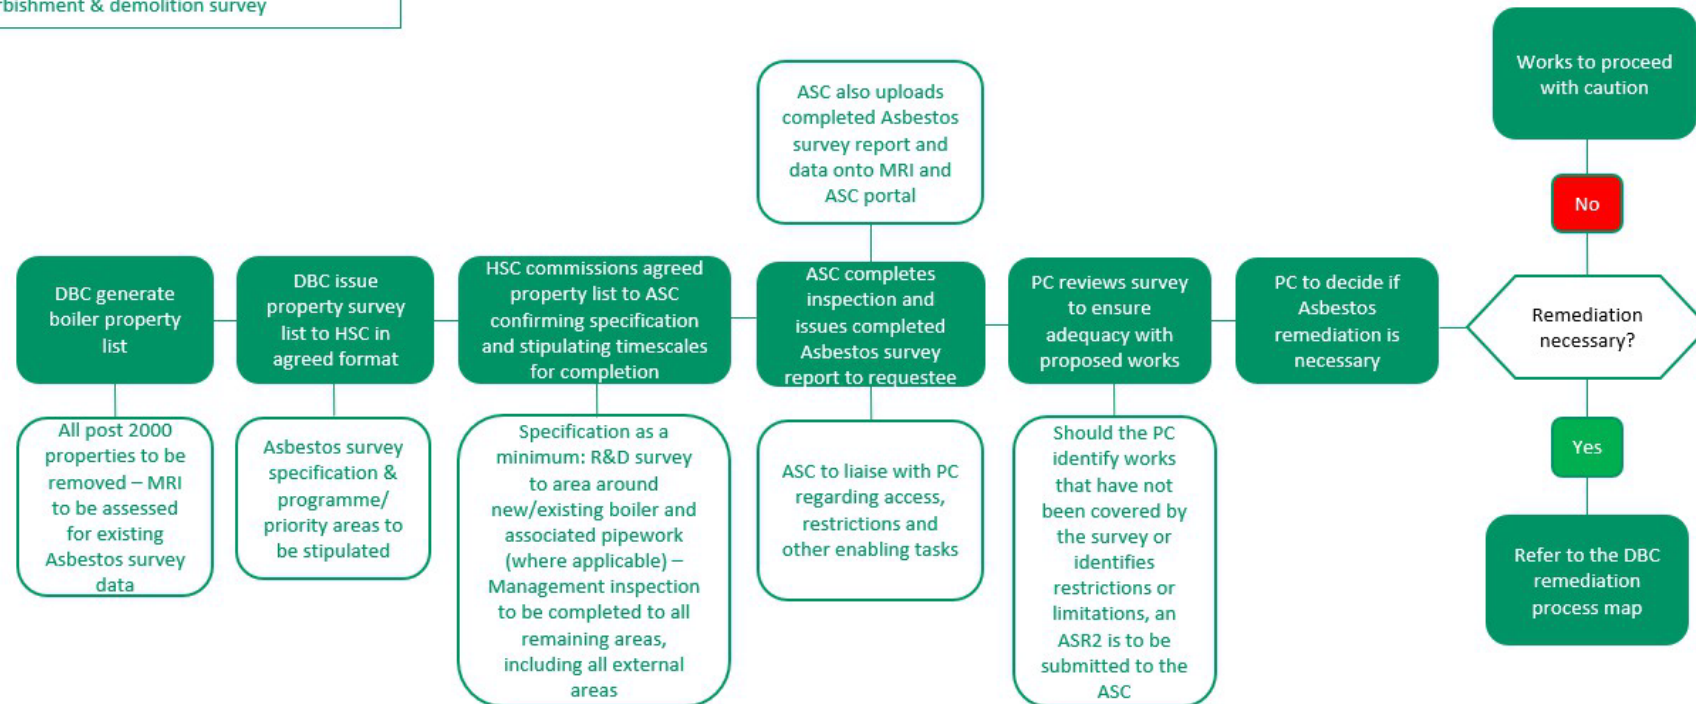 rbishment & demolition survey
Works to proceed
with caution
ASC also uploads
completed Asbestos
survey report and
data onto MRI and
ASC portal
No
DBC generate
boiler property
list
DBC issue
property survey
list to HSC in
agreed format
HSC commissions agreed
property list to ASC
confirming specification
and stipulating timescales
for completion
ASC completes
inspection and
issues completed
Asbestos survey
report to requestee
PC reviews survey
to ensure
adequacy with
proposed works
PC to decide if
Asbestos
remediation is
necessary
Remediation
necessary?
All post 2000
properties to be
removed – MRI
to be assessed
for existing
Asbestos survey
data
Asbestos survey
specification &
programme/
priority areas to
be stipulated
Specification as a
minimum: R&D survey
to area around
new/existing boiler and
associated pipework
(where applicable) –
Management inspection
to be completed to all
remaining areas,
including all external
areas
ASC to liaise with PC
regarding access,
restrictions and
other enabling tasks
Should the PC
identify works
that have not
been covered by
the survey or
identifies
restrictions or
limitations, an
ASR2 is to be
submitted to the
ASC
Yes
Refer to the DBC
remediation
process map